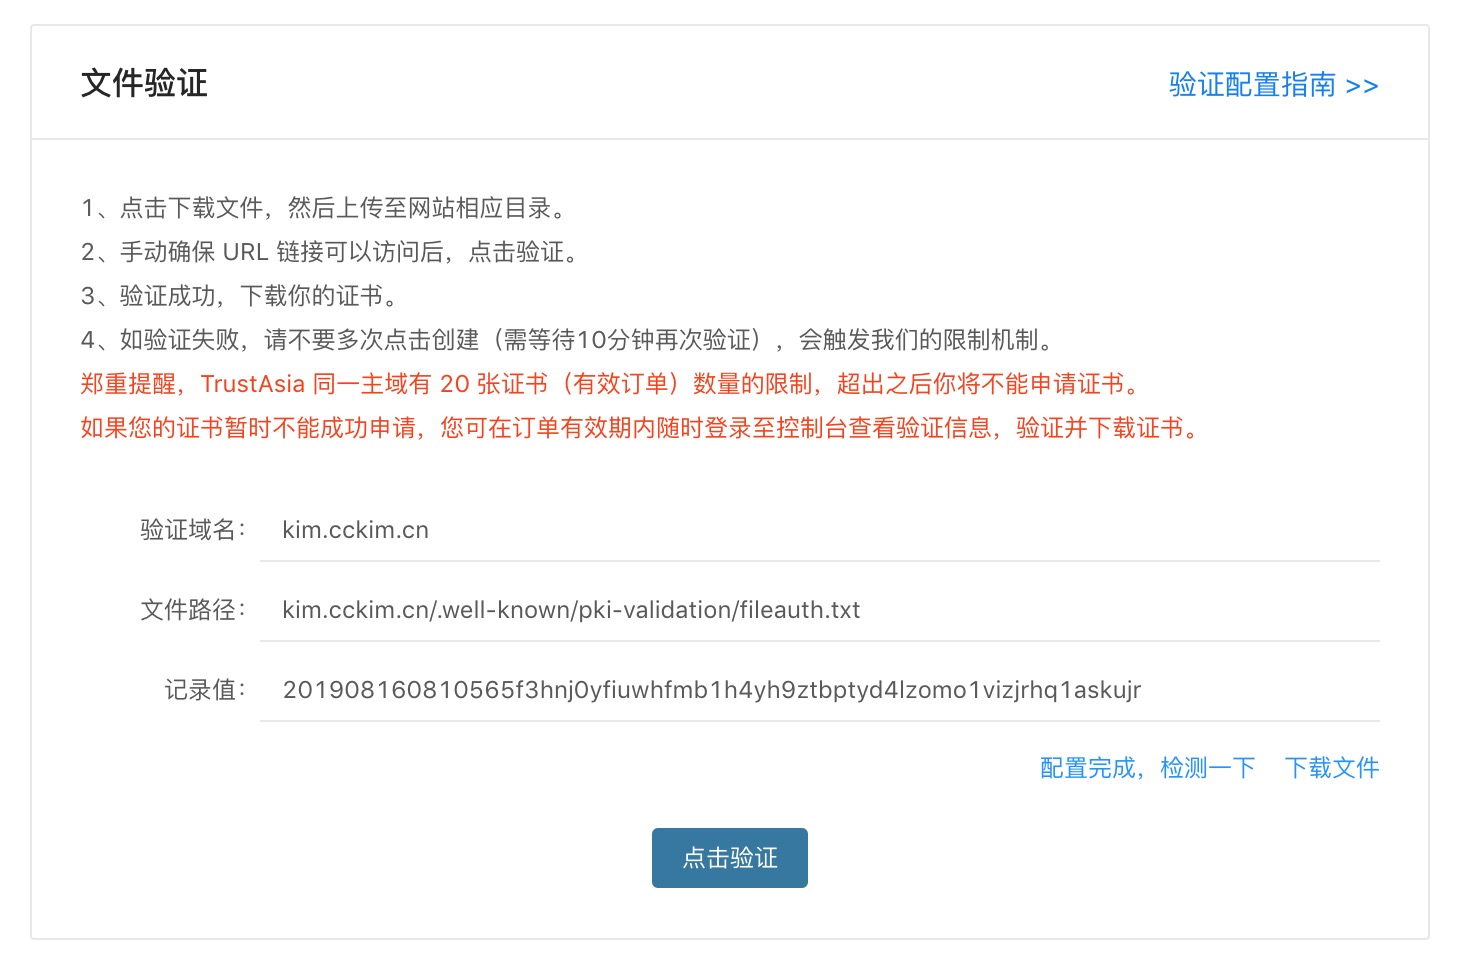 文件验证
验证配置指南 >>
1、点击下载文件，然后上传至网站相应目录。
2、手动确保 URL 链接可以访问后，点击验证。
3、验证成功，下载你的证书。
4、如验证失败，请不要多次点击创建（需等待10分钟再次验证），会触发我们的限制机制。
郑重提醒，TrustAsia 同一主域有 20 张证书（有效订单）数量的限制，超出之后你将不能申请证书。
如果您的证书暂时不能成功申请，您可在订单有效期内随时登录至控制台查看验证信息，验证并下载证书。
验证域名： kim.cckim.cn
文件路径： kim.cckim.cn/.well-known/pki-validation/fileauth.txt
记录值： 201908160810565f3hnj0yfiuwhfmb1h4yh9ztbptyd4lzomo1vizjrhq1askujr
配置完成，检测一下 下载文件
点击验证